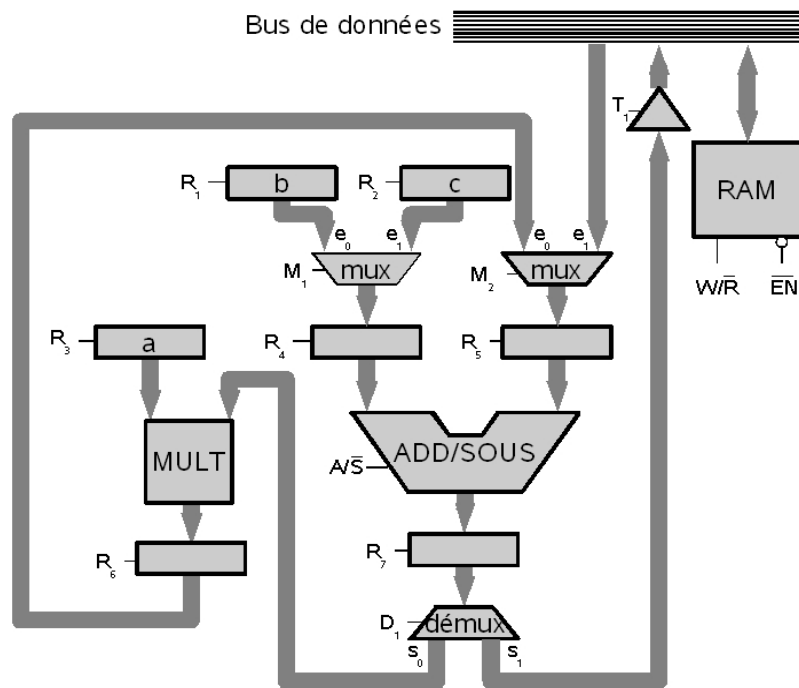 Bus de données
T₁
R₁
b
R₂
c
RAM
e₀
e₁
e₀
e₁
M₁
mux
M₂
mux
W/R̅
E̅N̅
R₃
a
R₄
R₅
MULT
ADD/SOUS
A/S̅
R₆
R₇
D₁
démux
s₀
s₁